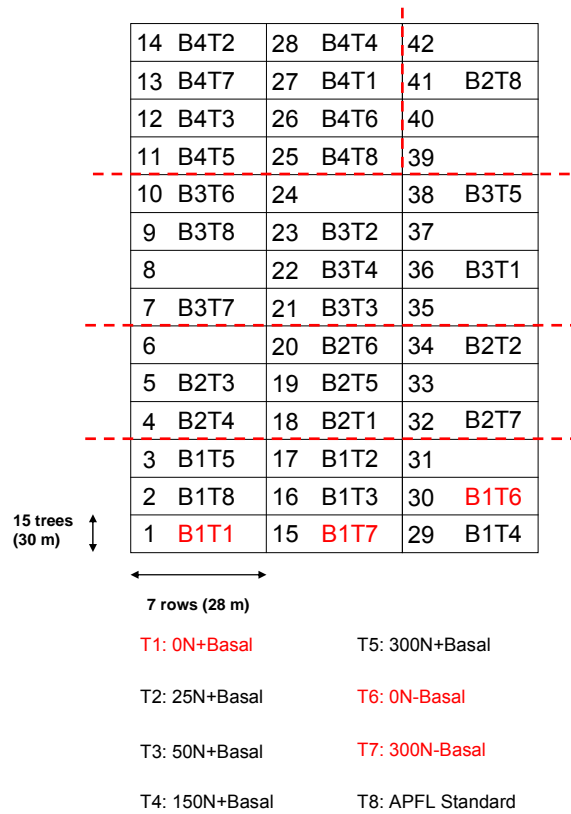 14 B4T2 28 B4T4 42
13 B4T7 27 B4T1 41 B2T8
12 B4T3 26 B4T6 40
11 B4T5 25 B4T8 39
10 B3T6 24 38 B3T5
9 B3T8 23 B3T2 37
8 22 B3T4 36 B3T1
7 B3T7 21 B3T3 35
6 20 B2T6 34 B2T2
5 B2T3 19 B2T5 33
4 B2T4 18 B2T1 32 B2T7
3 B1T5 17 B1T2 31
2 B1T8 16 B1T3 30 B1T6
1 B1T1 15 B1T7 29 B1T4
15 trees
(30 m)
7 rows (28 m)
T1: 0N+Basal T5: 300N+Basal
T2: 25N+Basal T6: 0N-Basal
T3: 50N+Basal T7: 300N-Basal
T4: 150N+Basal T8: APFL Standard